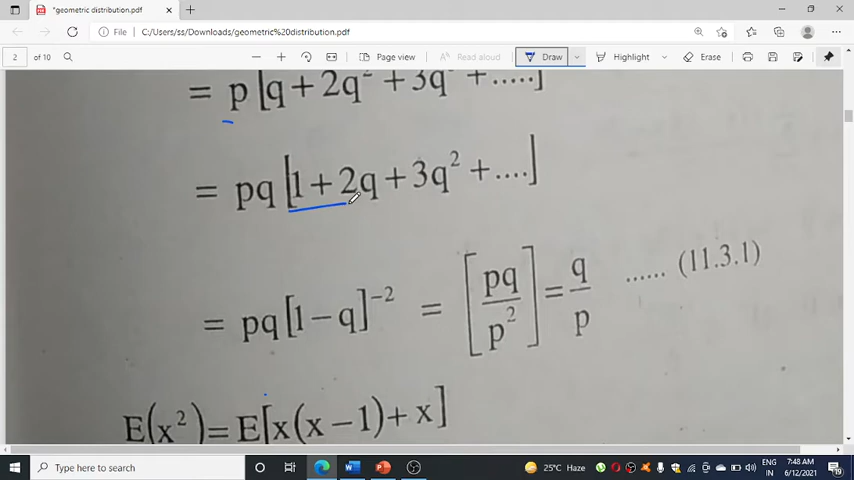 *geometric distribution.pdf
File C:/Users/ss/Downloads/geometric%20distribution.pdf
2 of 10 Page view Read aloud Draw Highlight Erase
= p[q + 2q² + 3q² + .....]
= pq[1 + 2q + 3q² + ....]
= pq[1 − q]⁻² = [pq/p²] = q/p ...... (11.3.1)
E(x²) = E[x(x − 1) + x]
Type here to search 25°C Haze ENG 7:48 AM
IN 6/12/2021